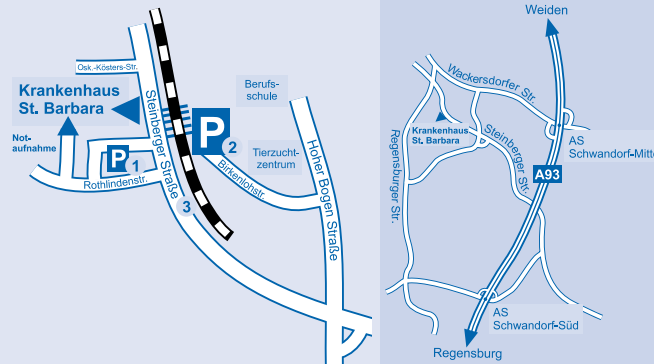 Osk.-Kösters-Str.
Krankenhaus
St. Barbara
Not-
aufnahme
P
1
Rothlindenstr.
Steinberger Straße
3
P
2
Berufs-
schule
Tierzucht-
zentrum
Birkenlohstr.
Hoher Bogen Straße
Weiden
Wackersdorfer Str.
Krankenhaus
St. Barbara
Steinberger Str.
Regensburger Str.
AS
Schwandorf-Mitte
A93
AS
Schwandorf-Süd
Regensburg